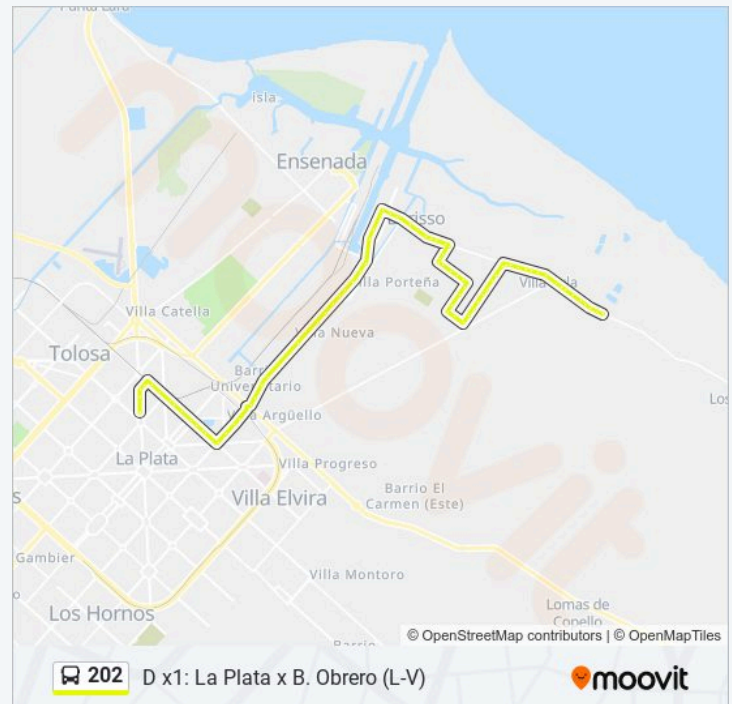 Punta Lara
isla
Ensenada
Berisso
Villa Porteña
Villa Catella
Villa Nueva
Tolosa
Barrio
Universitario
Villa Argüello
La Plata
Villa Progreso
Villa Elvira
Barrio El
Carmen (Este)
Gambier
Villa Montoro
Los Hornos
Lomas de
Copello
Barrio
© OpenStreetMap contributors | © OpenMapTiles
202 D x1: La Plata x B. Obrero (L-V)
moovit